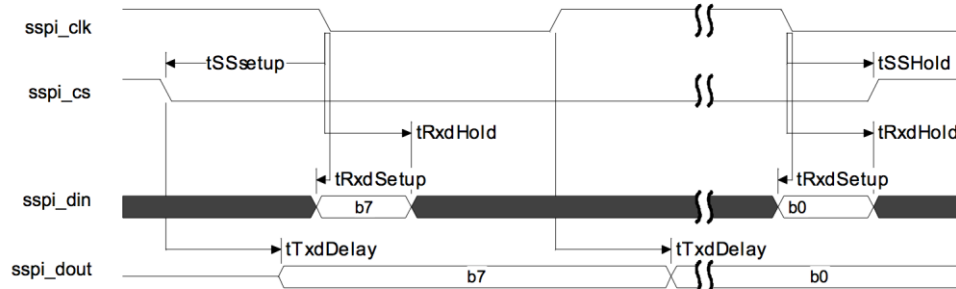 sspi_clk
tSSsetup
tSSHold
sspi_cs
tRxdHold
tRxdHold
tRxdSetup
tRxdSetup
sspi_din
b7
b0
tTxdDelay
tTxdDelay
sspi_dout
b7
b0